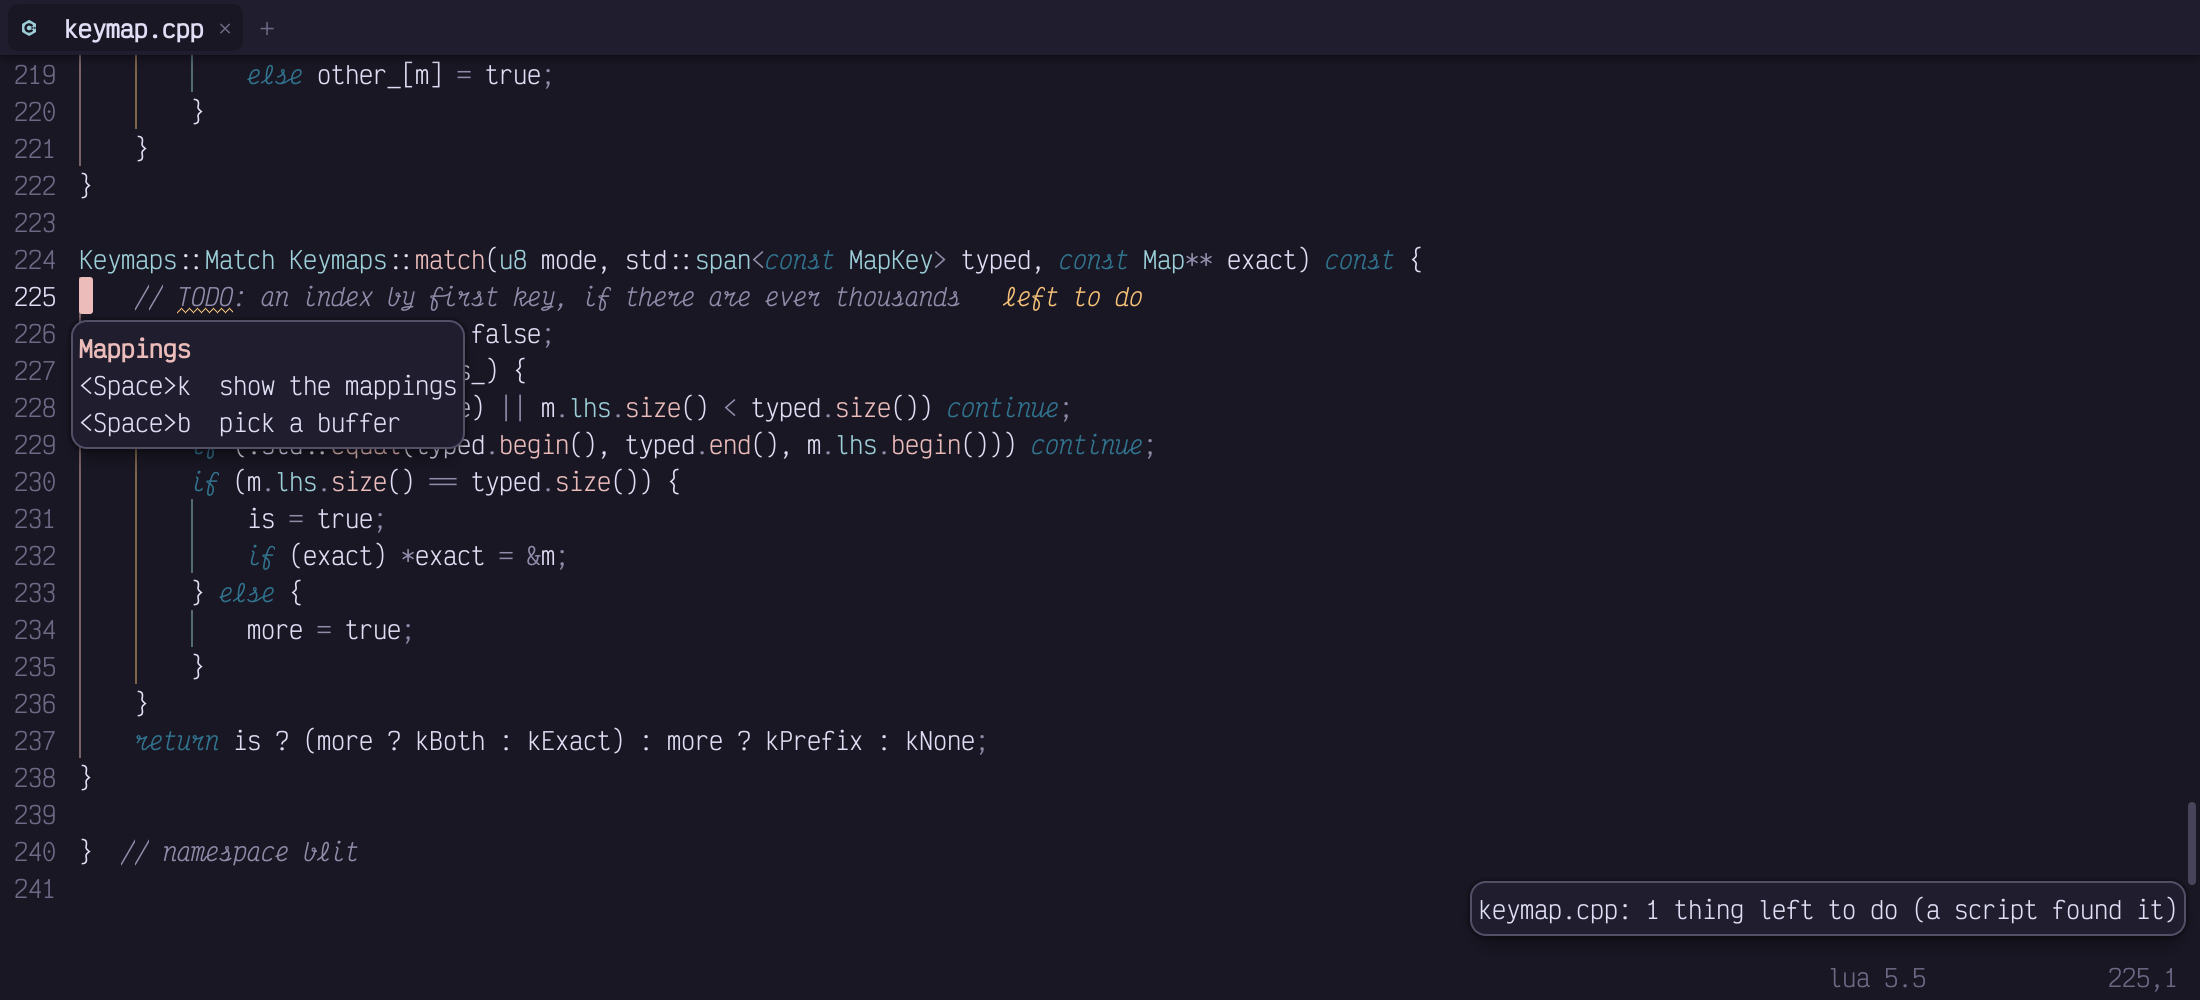 keymap.cpp × +
219 else other_[m] = true;
220 }
221 }
222 }
223
224 Keymaps::Match Keymaps::match(u8 mode, std::span<const MapKey> typed, const Map** exact) const {
225 // TODO: an index by first key, if there are ever thousands left to do
226 false;
Mappings
227 s_) {
<Space>k show the mappings
228 e) || m.lhs.size() < typed.size()) continue;
<Space>b pick a buffer
229 if (!std::equal(typed.begin(), typed.end(), m.lhs.begin())) continue;
230 if (m.lhs.size() == typed.size()) {
231 is = true;
232 if (exact) *exact = &m;
233 } else {
234 more = true;
235 }
236 }
237 return is ? (more ? kBoth : kExact) : more ? kPrefix : kNone;
238 }
239
240 } // namespace blit
241
keymap.cpp: 1 thing left to do (a script found it)
lua 5.5 225,1